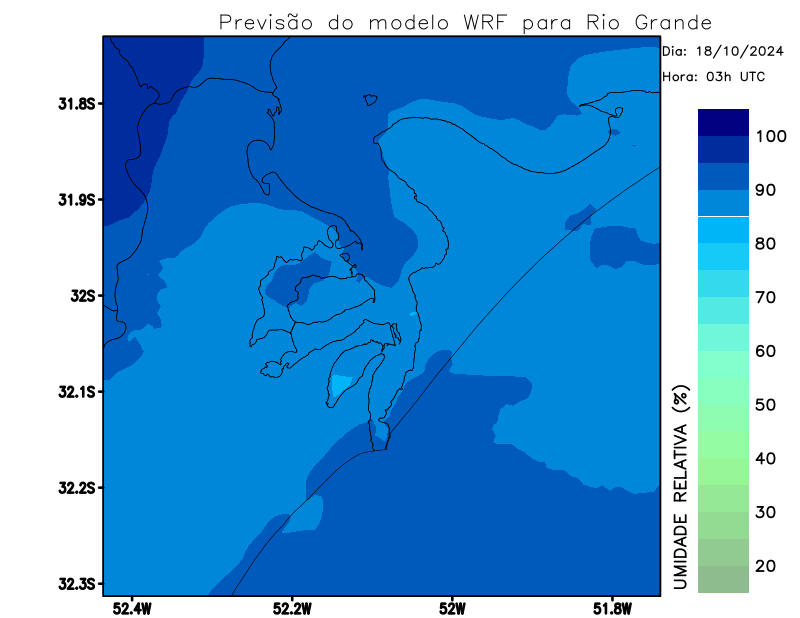 Previsão do modelo WRF para Rio Grande
Dia: 18/10/2024
Hora: 03h UTC
31.8S
31.9S
32S
32.1S
32.2S
32.3S
52.4W
52.2W
52W
51.8W
UMIDADE RELATIVA (%)
100
90
80
70
60
50
40
30
20